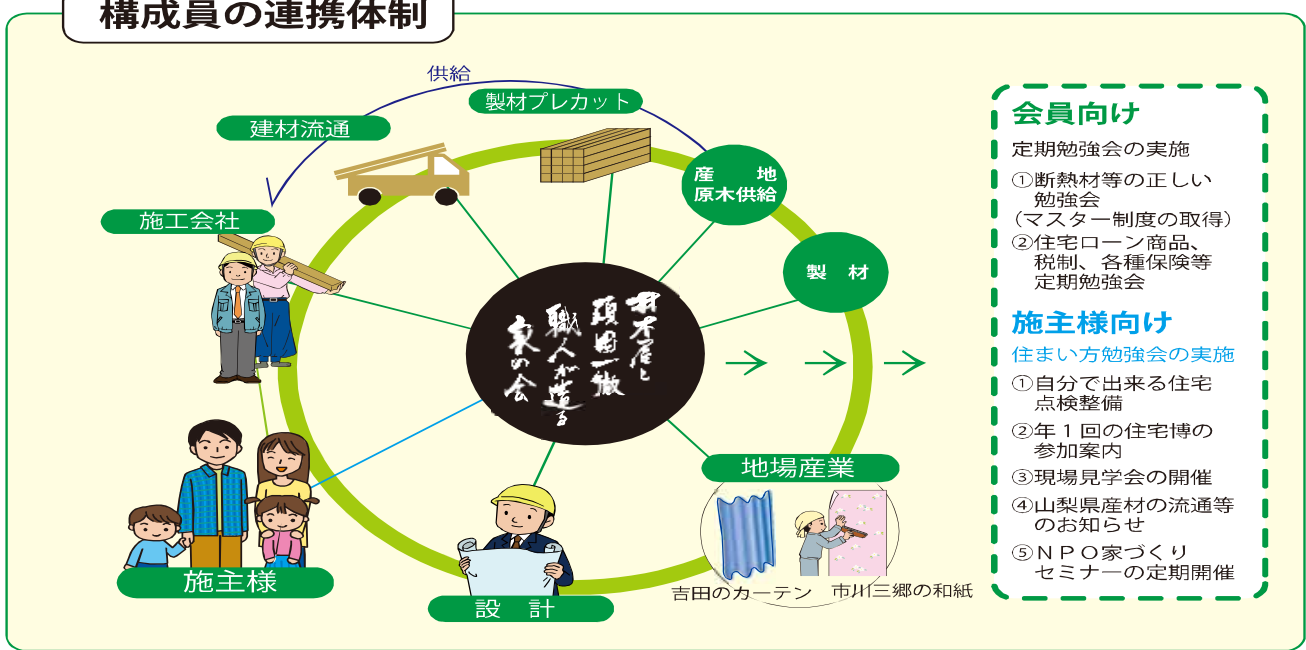 構成員の連携体制
供給
製材プレカット
建材流通
施工会社
産　地
原木供給
製　材
材木屋と
頑固一徹
職人が造る
家の会
地場産業
吉田のカーテン
市川三郷の和紙
設　計
施主様
会員向け
定期勉強会の実施
①断熱材等の正しい
勉強会
（マスター制度の取得）
②住宅ローン商品、
税制、各種保険等
定期勉強会
施主様向け
住まい方勉強会の実施
①自分で出来る住宅
点検整備
②年１回の住宅博の
参加案内
③現場見学会の開催
④山梨県産材の流通等
のお知らせ
⑤ＮＰＯ家づくり
セミナーの定期開催